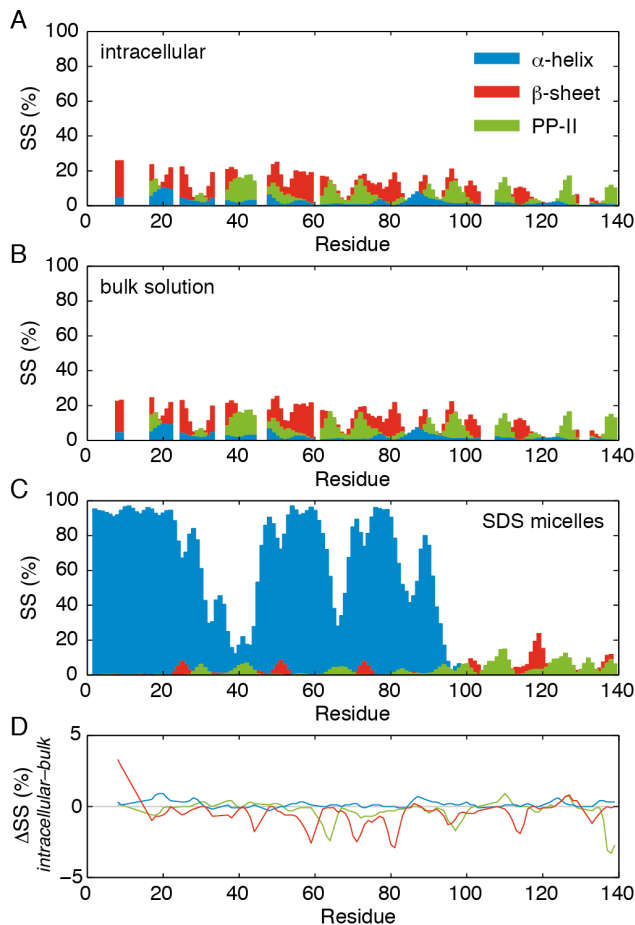 A
100
80
60
40
20
0
SS (%)
intracellular
α-helix
β-sheet
PP-II
0 20 40 60 80 100 120 140
Residue
B
100
80
60
40
20
0
SS (%)
bulk solution
0 20 40 60 80 100 120 140
Residue
C
100
80
60
40
20
0
SS (%)
SDS micelles
0 20 40 60 80 100 120 140
Residue
D
5
0
−5
ΔSS (%)
intracellular–bulk
0 20 40 60 80 100 120 140
Residue